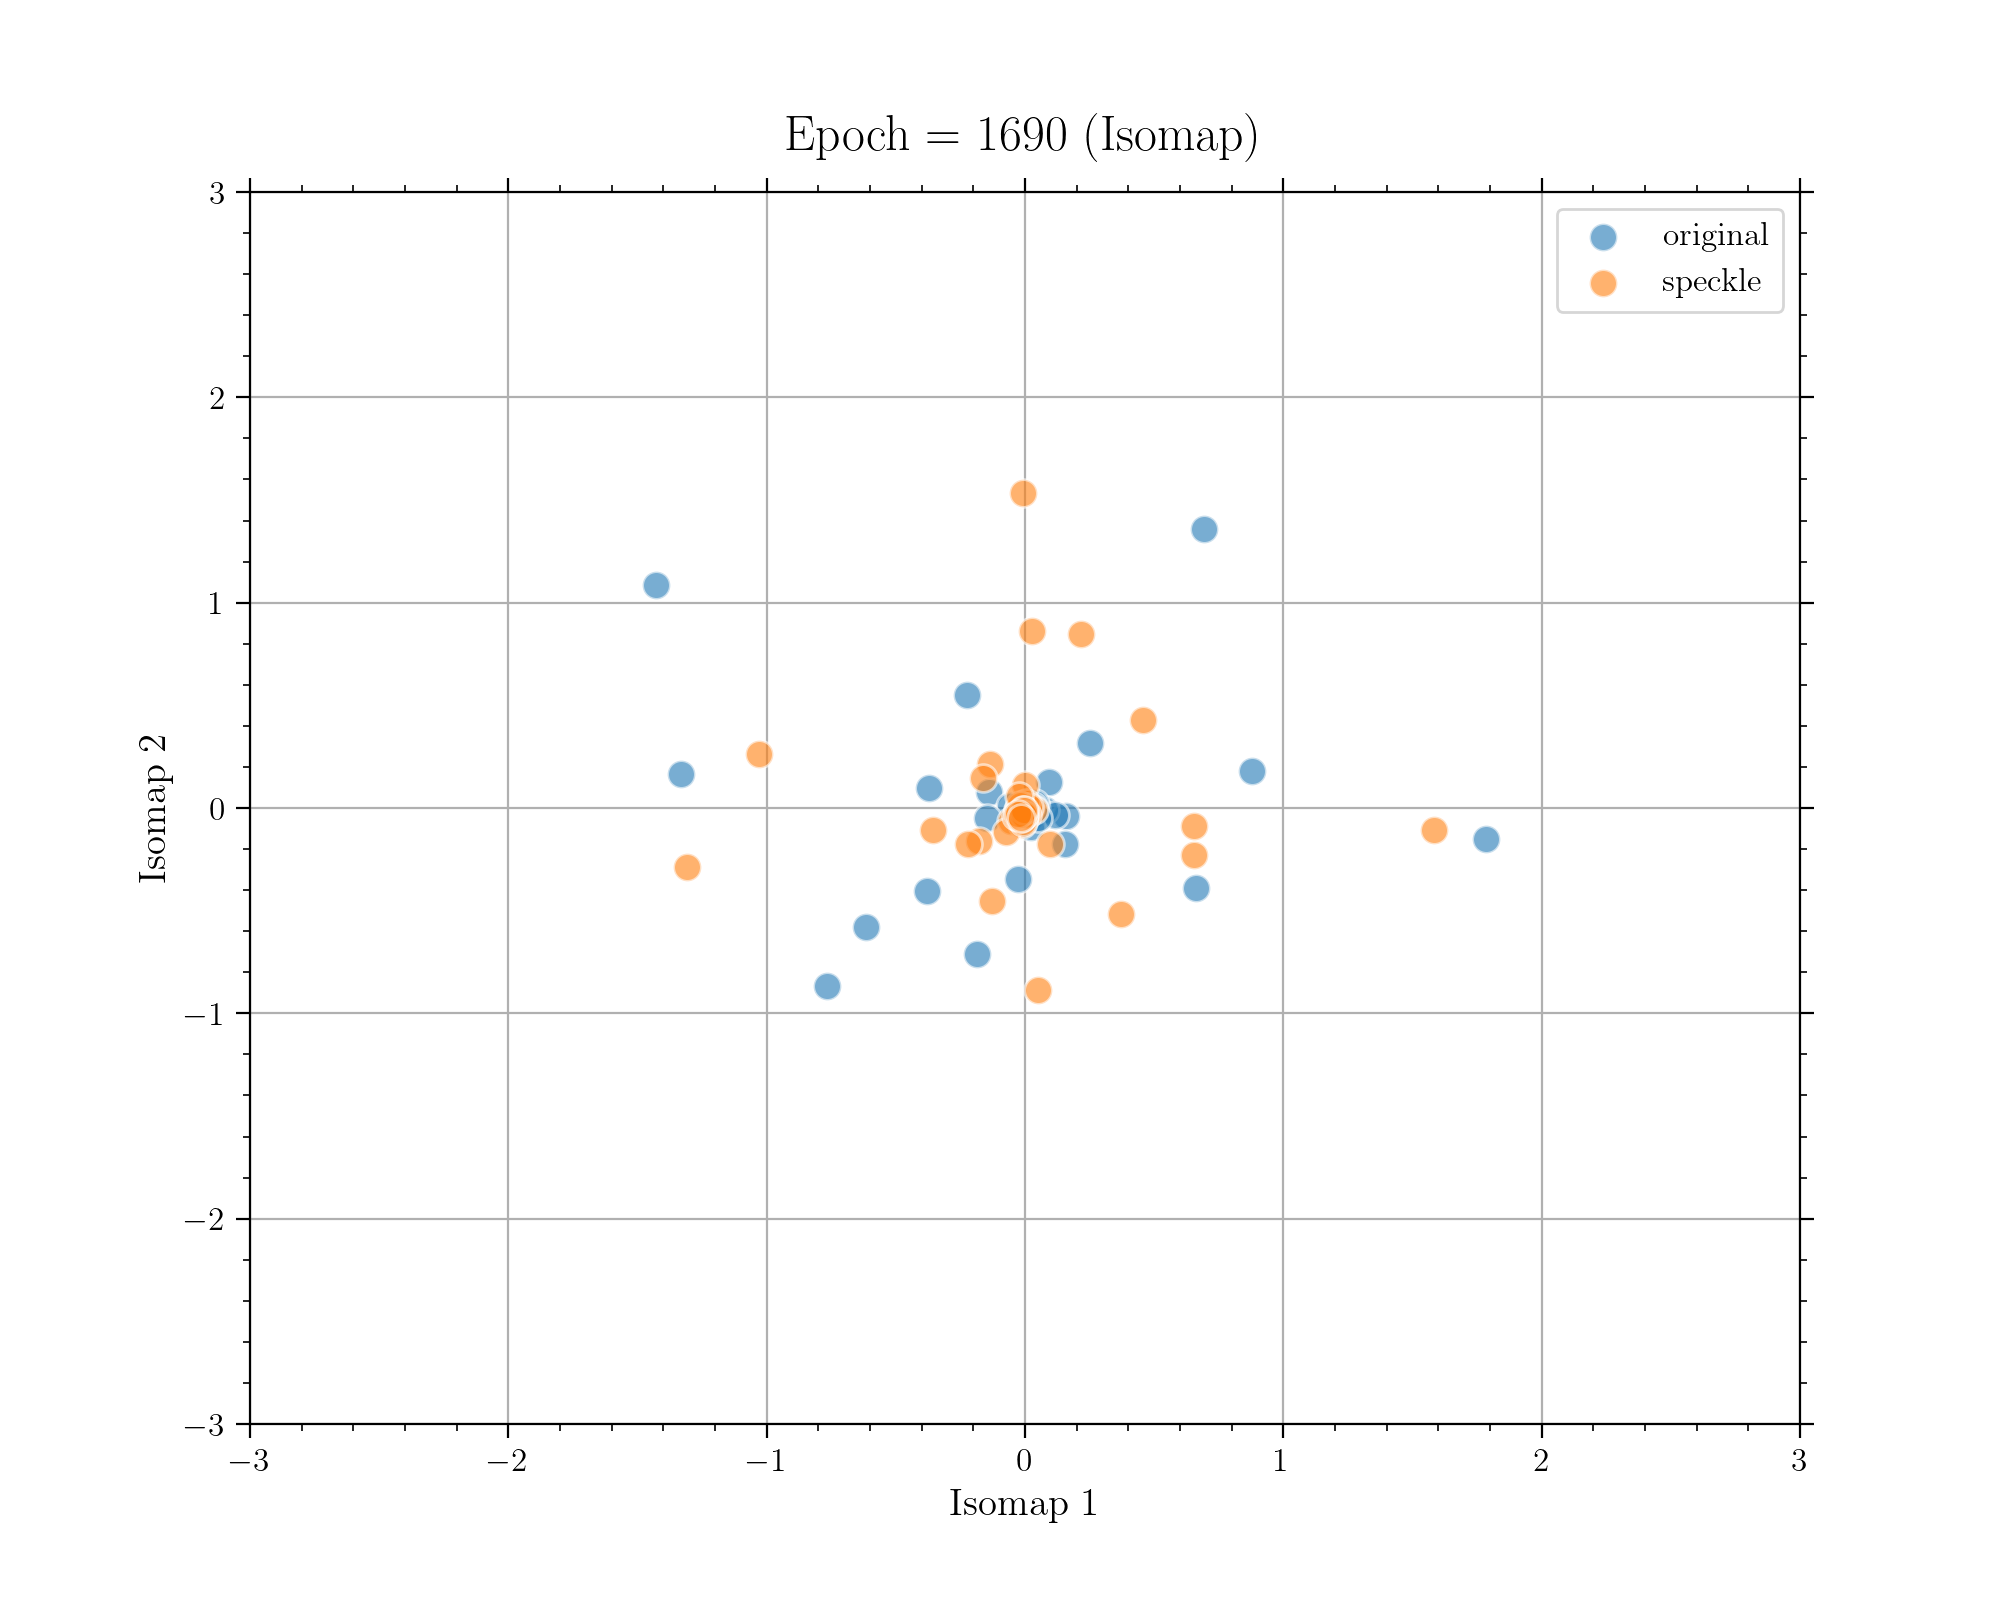 Epoch = 1690 (Isomap)
original
speckle
3
2
1
0
−1
−2
−3
Isomap 2
−3 −2 −1 0 1 2 3
Isomap 1